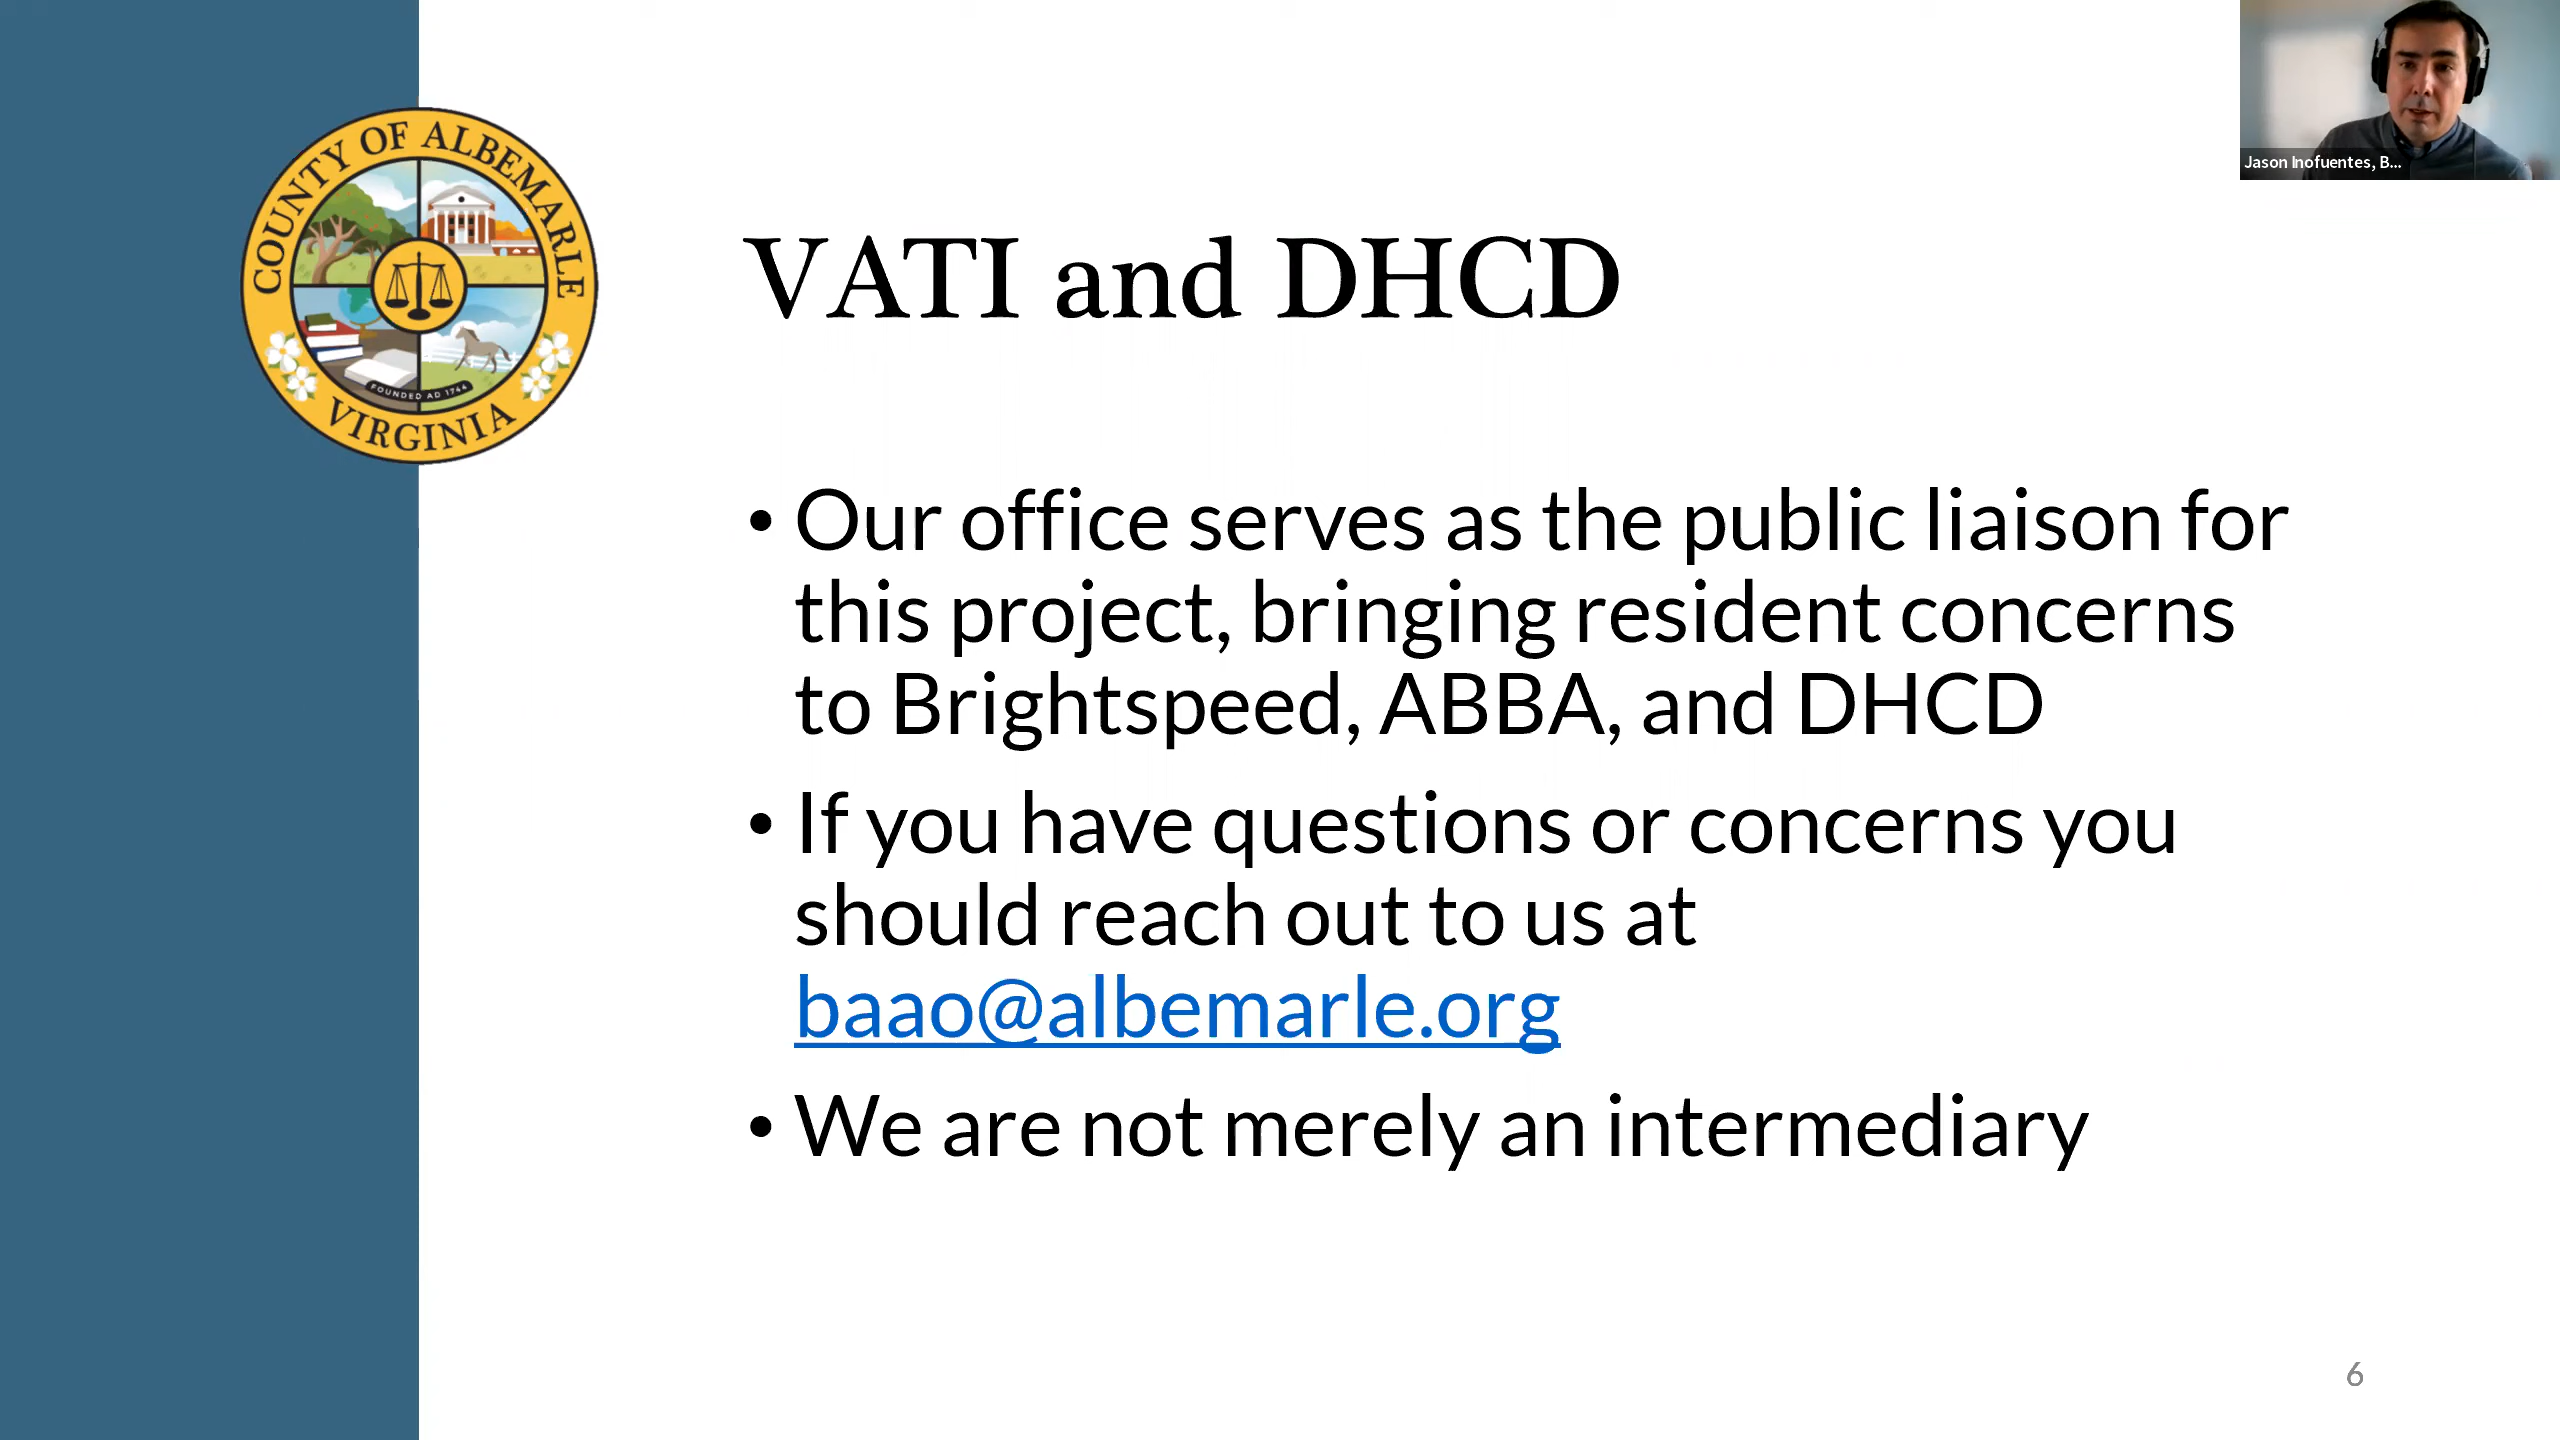 COUNTY OF ALBEMARLE
FOUNDED AD 1744
VIRGINIA
Jason Inofuentes, B...
VATI and DHCD
• Our office serves as the public liaison for
this project, bringing resident concerns
to Brightspeed, ABBA, and DHCD
• If you have questions or concerns you
should reach out to us at
baao@albemarle.org
• We are not merely an intermediary
6